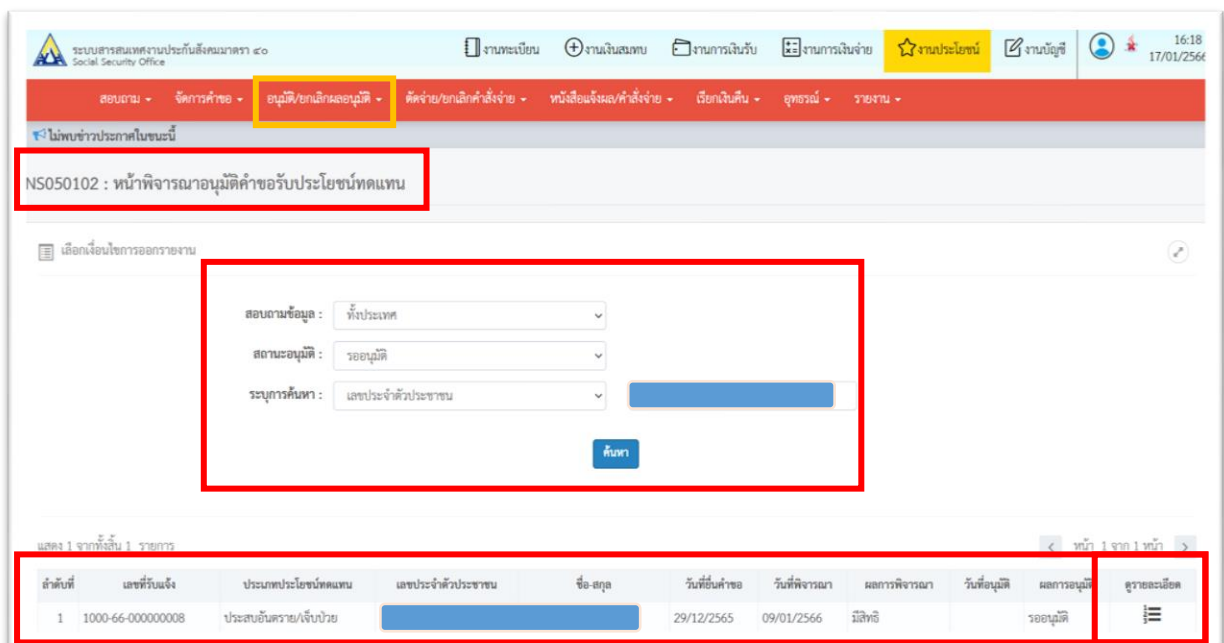 ระบบสารสนเทศงานประกันสังคมมาตรา ๔๐
Social Security Office
งานทะเบียน งานเงินสมทบ งานการเงินรับ งานการเงินจ่าย งานประโยชน์ งานบัญชี
16:18
17/01/2566
สอบถาม จัดการคำขอ อนุมัติ/ยกเลิกผลอนุมัติ ตัดจ่าย/ยกเลิกคำสั่งจ่าย หนังสือแจ้งผล/คำสั่งจ่าย เรียกเงินคืน อุทธรณ์ รายงาน
ไม่พบข่าวประกาศในขณะนี้
NS050102 : หน้าพิจารณาอนุมัติคำขอรับประโยชน์ทดแทน
เลือกเงื่อนไขการออกรายงาน
สอบถามข้อมูล : ทั้งประเทศ
สถานะอนุมัติ : รออนุมัติ
ระบุการค้นหา : เลขประจำตัวประชาชน
ค้นหา
แสดง 1 จากทั้งสิ้น 1 รายการ
< หน้า 1 จาก 1 หน้า >
ลำดับที่ เลขที่รับแจ้ง ประเภทประโยชน์ทดแทน เลขประจำตัวประชาชน ชื่อ-สกุล วันที่ยื่นคำขอ วันที่พิจารณา ผลการพิจารณา วันที่อนุมัติ ผลการอนุมัติ ดูรายละเอียด
1 1000-66-000000008 ประสบอันตราย/เจ็บป่วย 29/12/2565 09/01/2566 มีสิทธิ รออนุมัติ